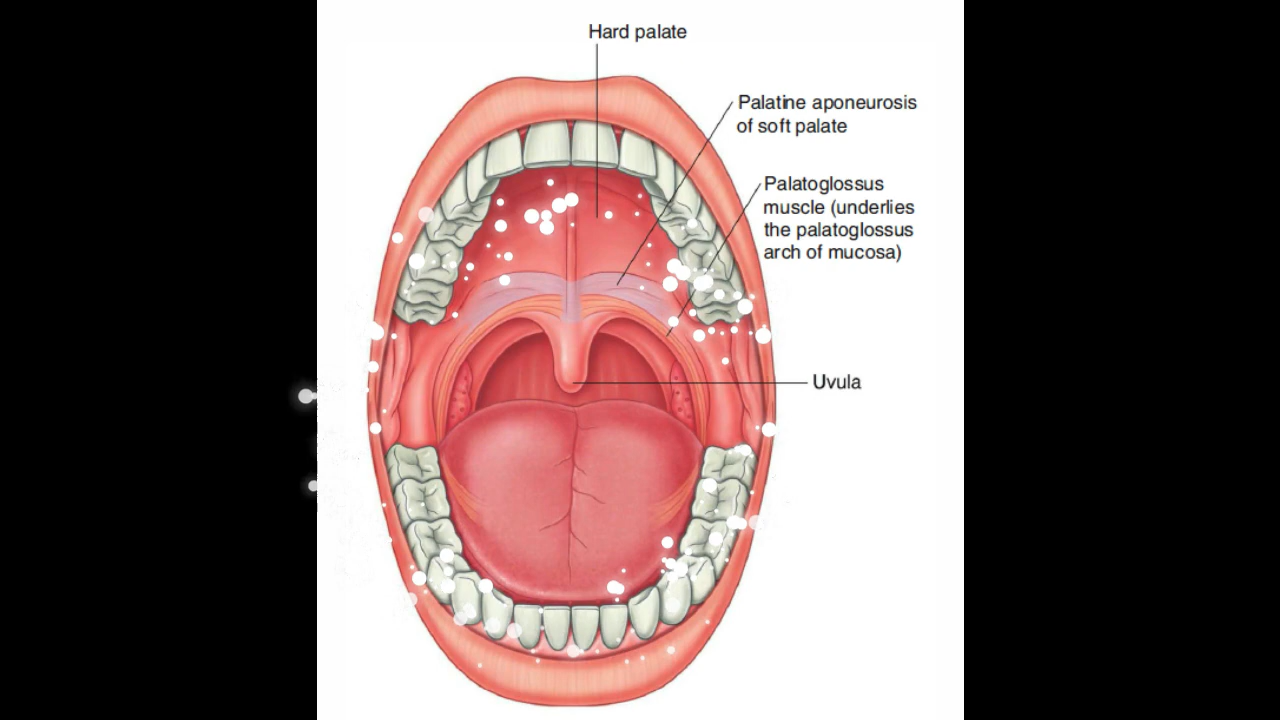 Hard palate
Palatine aponeurosis
of soft palate
Palatoglossus
muscle (underlies
the palatoglossus
arch of mucosa)
Uvula